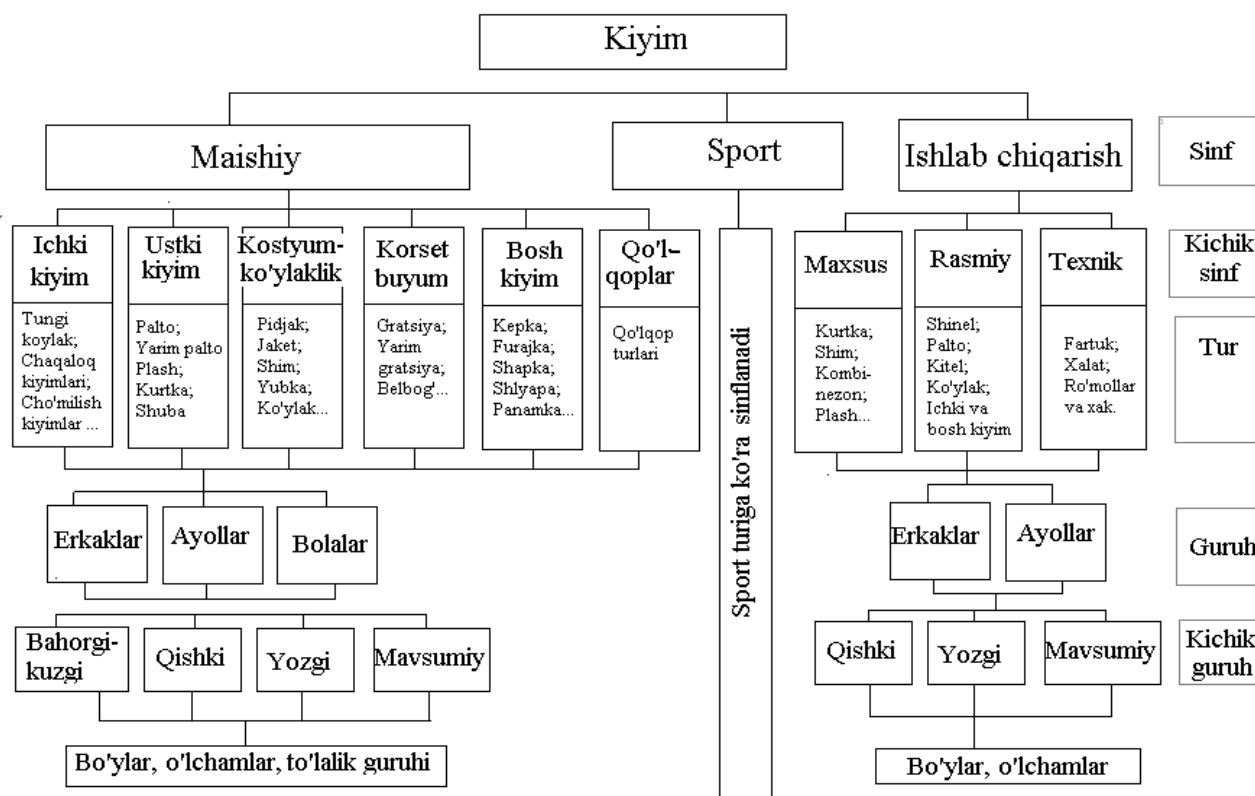 Kiyim
Maishiy
Sport
Ishlab chiqarish
Sinf
Ichki
kiyim
Ustki
kiyim
Kostyum-
ko'ylaklik
Korset
buyum
Bosh
kiyim
Qo'l-
qoplar
Maxsus
Rasmiy
Texnik
Kichik
sinf
Tungi
koylak;
Chaqaloq
kiyimlari;
Cho'milish
kiyimlar ...
Palto;
Yarim palto
Plash;
Kurtka;
Shuba
Pidjak;
Jaket;
Shim;
Yubka;
Ko'ylak...
Gratsiya;
Yarim
gratsiya;
Belbog'...
Kepka;
Furajka;
Shapka;
Shlyapa;
Panamka...
Qo'lqop
turlari
Sport turiga ko'ra sinflanadi
Kurtka;
Shim;
Kombi-
nezon;
Plash...
Shinel;
Palto;
Kitel;
Ko'ylak;
Ichki va
bosh kiyim
Fartuk;
Xalat;
Ro'mollar
va xak.
Tur
Erkaklar
Ayollar
Bolalar
Erkaklar
Ayollar
Guruh
Bahorgi-
kuzgi
Qishki
Yozgi
Mavsumiy
Qishki
Yozgi
Mavsumiy
Kichik
guruh
Bo'ylar, o'lchamlar, to'lalik guruhi
Bo'ylar, o'lchamlar